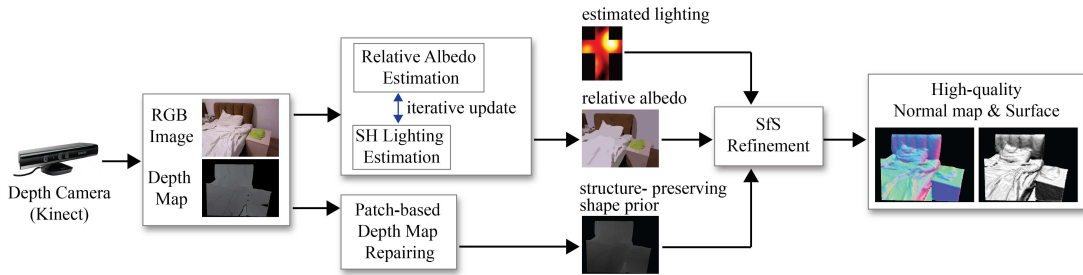 Depth Camera
(Kinect)
RGB
Image
Depth
Map
Relative Albedo
Estimation
iterative update
SH Lighting
Estimation
Patch-based
Depth Map
Repairing
estimated lighting
relative albedo
structure- preserving
shape prior
SfS
Refinement
High-quality
Normal map & Surface